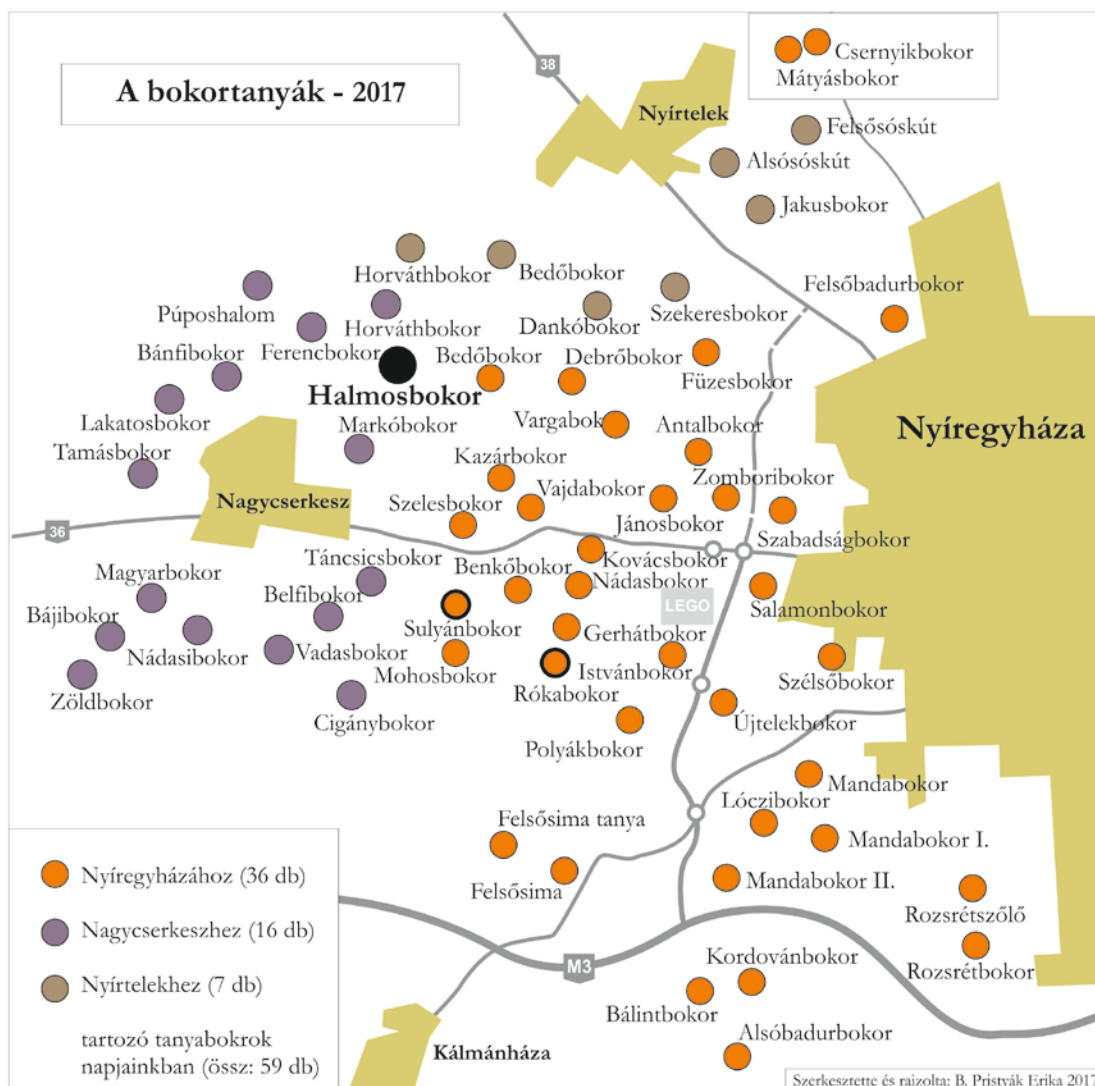 A bokortanyák - 2017
38
Csernyikbokor
Mátyásbokor
Nyírtelek
Felsősóskút
Alsósóskút
Jakusbokor
Horváthbokor
Bedőbokor
Felsőbadurbokor
Púposhalom
Horváthbokor
Dankóbokor
Szekeresbokor
Bánfibokor
Ferencbokor
Bedőbokor
Debrőbokor
Füzesbokor
Halmosbokor
Lakatosbokor
Markóbokor
Vargabok
Antalbokor
Nyíregyháza
Tamásbokor
Kazárbokor
Zomboribokor
Nagycserkesz
Szelesbokor
Vajdabokor
Jánosbokor
36
Szabadságbokor
Táncsicsbokor
Benkőbokor
Kovácsbokor
Magyarbokor
Nádasbokor
Belfibokor
LEGO
Salamonbokor
Bájibokor
Sulyánbokor
Gerhátbokor
Nádasibokor
Vadasbokor
Mohosbokor
Istvánbokor
Szélsőbokor
Zöldbokor
Rókabokor
Cigánybokor
Újtelekbokor
Polyákbokor
Mandabokor
Lóczibokor
Felsősima tanya
Mandabokor I.
Nyíregyházához (36 db)
Felsősima
Mandabokor II.
Rozsrétszőlő
Nagycserkeszhez (16 db)
Kordovánbokor
M3
Rozsrétbokor
Nyírtelekhez (7 db)
Bálintbokor
tartozó tanyabokrok
napjainkban (össz: 59 db)
Kálmánháza
Alsóbadurbokor
Szerkesztette és rajzolta: B. Pristyák Erika 2017